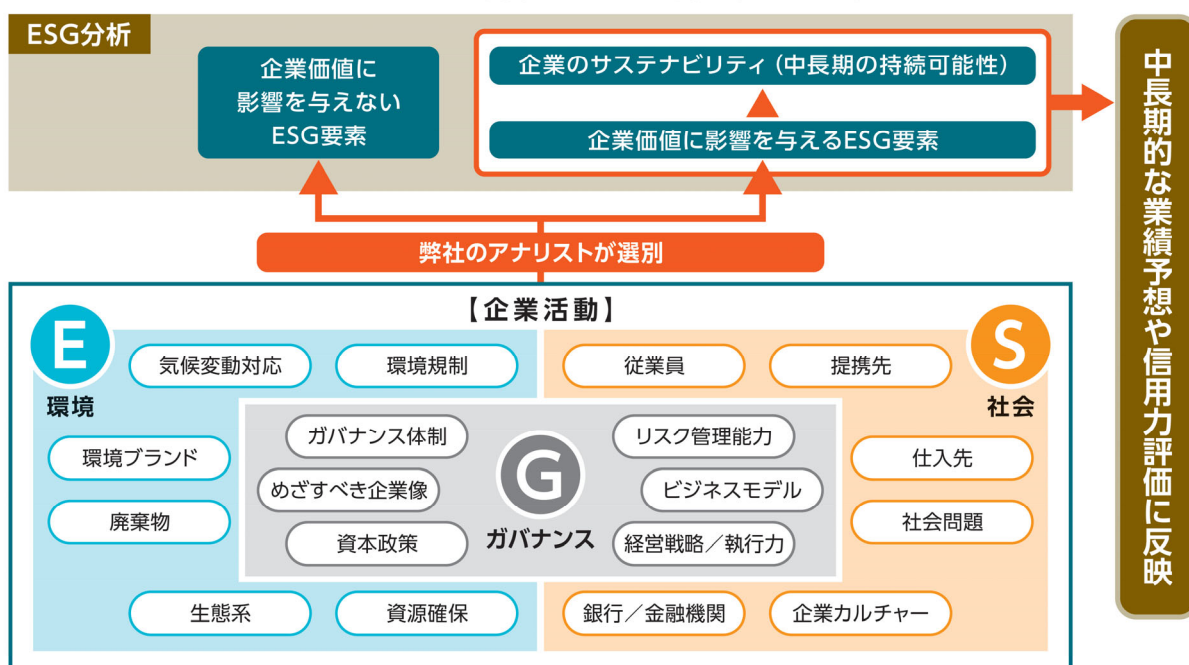 ESG分析
企業価値に
影響を与えない
ESG要素
企業のサステナビリティ（中長期の持続可能性）
企業価値に影響を与えるESG要素
中長期的な業績予想や信用力評価に反映
弊社のアナリストが選別
【企業活動】
E
環境
S
社会
気候変動対応
環境規制
従業員
提携先
環境ブランド
廃棄物
ガバナンス体制
めざすべき企業像
資本政策
G
ガバナンス
リスク管理能力
ビジネスモデル
経営戦略／執行力
仕入先
社会問題
生態系
資源確保
銀行／金融機関
企業カルチャー